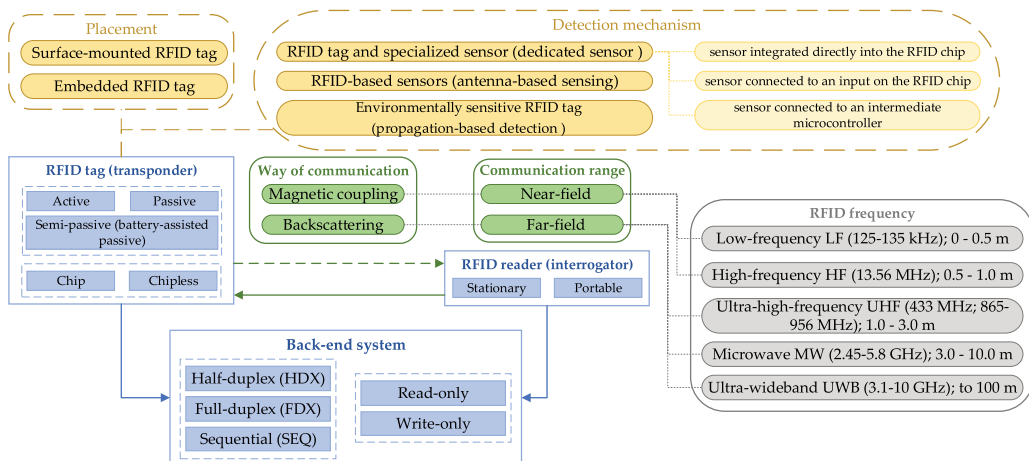 Placement
Surface-mounted RFID tag
Embedded RFID tag
Detection mechanism
RFID tag and specialized sensor (dedicated sensor )
RFID-based sensors (antenna-based sensing)
Environmentally sensitive RFID tag
(propagation-based detection )
sensor integrated directly into the RFID chip
sensor connected to an input on the RFID chip
sensor connected to an intermediate
microcontroller
RFID tag (transponder)
Active
Passive
Semi-passive (battery-assisted
passive)
Chip
Chipless
Way of communication
Magnetic coupling
Backscattering
Communication range
Near-field
Far-field
RFID reader (interrogator)
Stationary
Portable
RFID frequency
Low-frequency LF (125-135 kHz); 0 - 0.5 m
High-frequency HF (13.56 MHz); 0.5 - 1.0 m
Ultra-high-frequency UHF (433 MHz; 865-
956 MHz); 1.0 - 3.0 m
Microwave MW (2.45-5.8 GHz); 3.0 - 10.0 m
Ultra-wideband UWB (3.1-10 GHz); to 100 m
Back-end system
Half-duplex (HDX)
Full-duplex (FDX)
Sequential (SEQ)
Read-only
Write-only